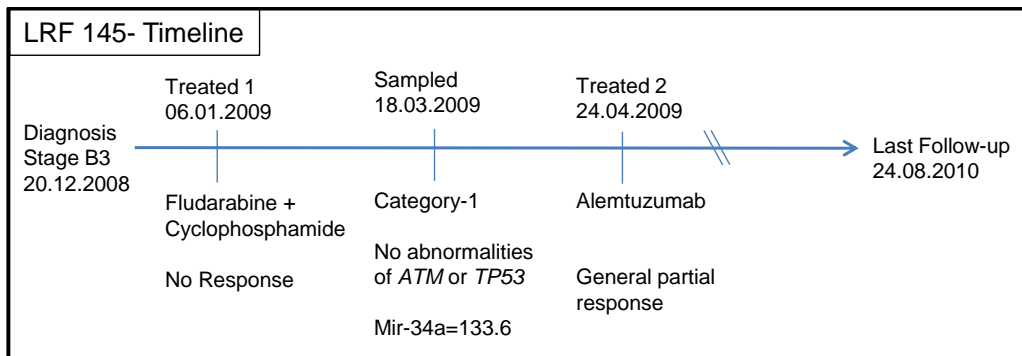 LRF 145- Timeline
Diagnosis
Stage B3
20.12.2008
Treated 1
06.01.2009
Fludarabine +
Cyclophosphamide
No Response
Sampled
18.03.2009
Category-1
No abnormalities
of ATM or TP53
Mir-34a=133.6
Treated 2
24.04.2009
Alemtuzumab
General partial
response
Last Follow-up
24.08.2010